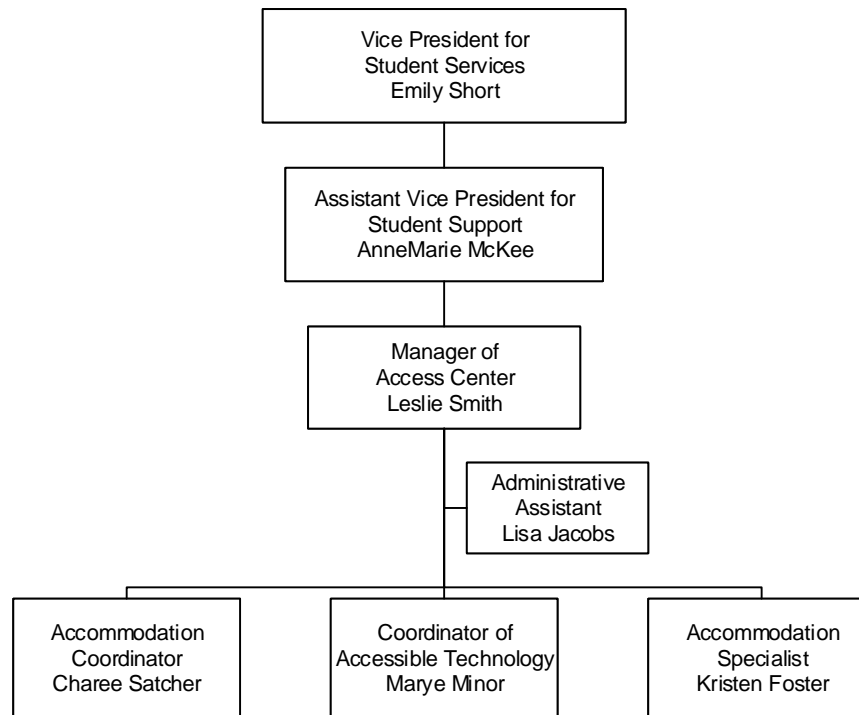 Vice President for
Student Services
Emily Short
Assistant Vice President for
Student Support
AnneMarie McKee
Manager of
Access Center
Leslie Smith
Administrative
Assistant
Lisa Jacobs
Accommodation
Coordinator
Charee Satcher
Coordinator of
Accessible Technology
Marye Minor
Accommodation
Specialist
Kristen Foster